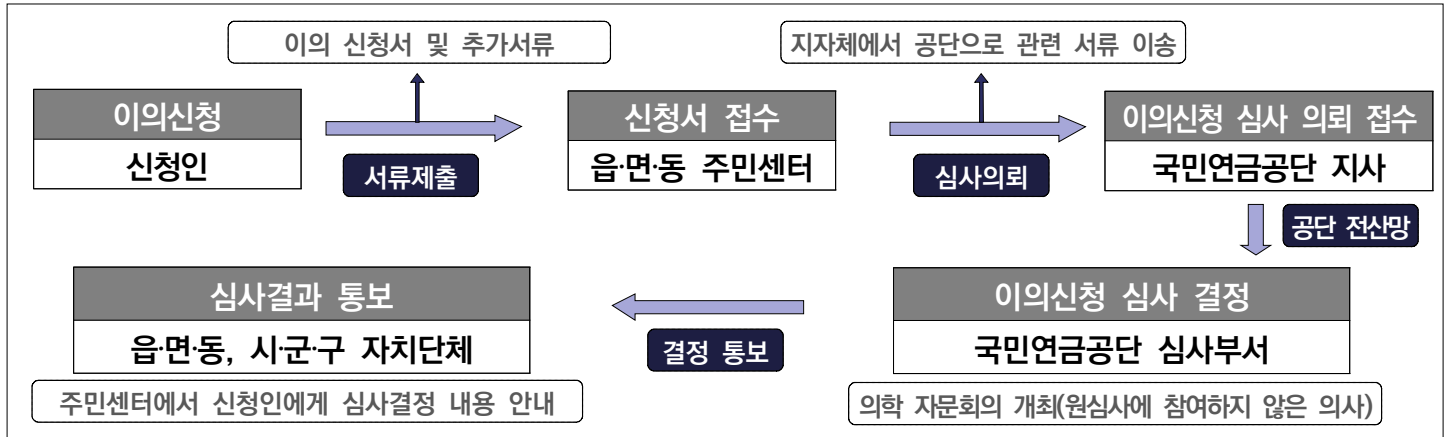 이의 신청서 및 추가서류
지자체에서 공단으로 관련 서류 이송
이의신청
신청인
서류제출
신청서 접수
읍·면·동 주민센터
심사의뢰
이의신청 심사 의뢰 접수
국민연금공단 지사
공단 전산망
이의신청 심사 결정
국민연금공단 심사부서
의학 자문회의 개최(원심사에 참여하지 않은 의사)
결정 통보
심사결과 통보
읍·면·동, 시·군·구 자치단체
주민센터에서 신청인에게 심사결정 내용 안내